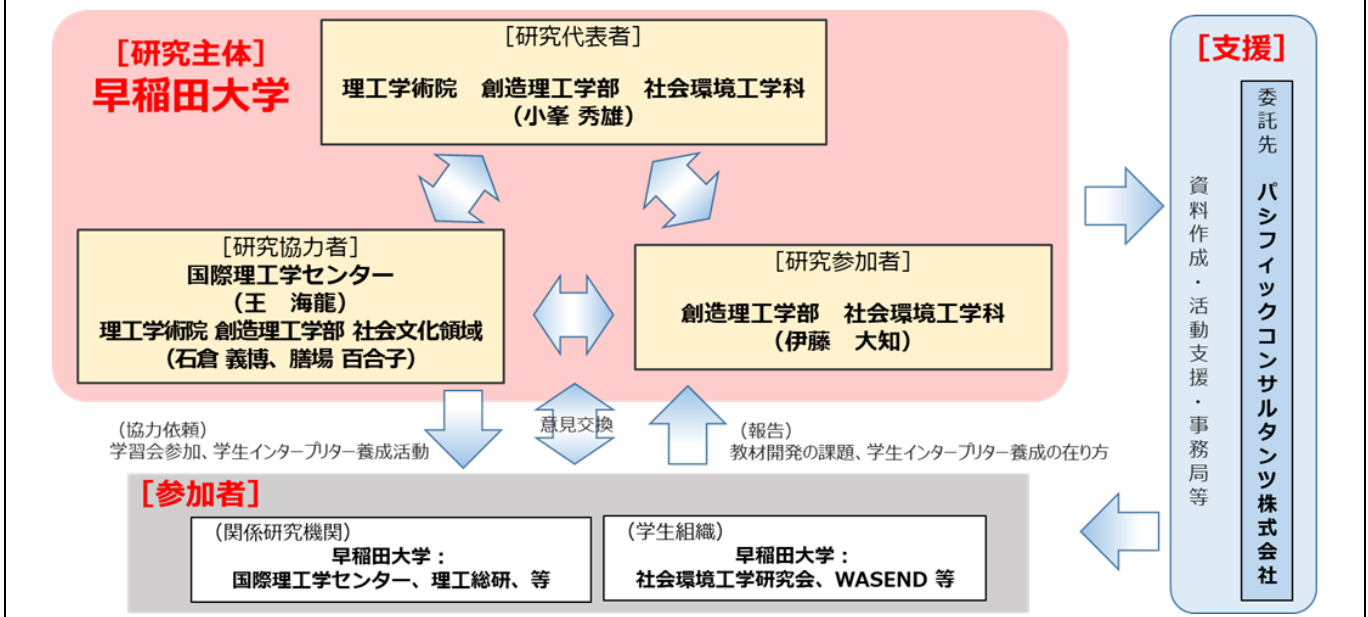 [研究主体]
早稲田大学
[研究代表者]
理工学術院 創造理工学部 社会環境工学科
(小峯 秀雄)
[研究協力者]
国際理工学センター
(王 海龍)
理工学術院 創造理工学部 社会文化領域
(石倉 義博、膳場 百合子)
[研究参加者]
創造理工学部 社会環境工学科
(伊藤 大知)
(協力依頼)
学習会参加、学生インタープリター養成活動
意見交換
(報告)
教材開発の課題、学生インタープリター養成の在り方
[参加者]
(関係研究機関)
早稲田大学:
国際理工学センター、理工総研、等
(学生組織)
早稲田大学:
社会環境工学研究会、WASEND 等
[支援]
委託先 パシフィックコンサルタンツ株式会社
資料作成・活動支援・事務局等